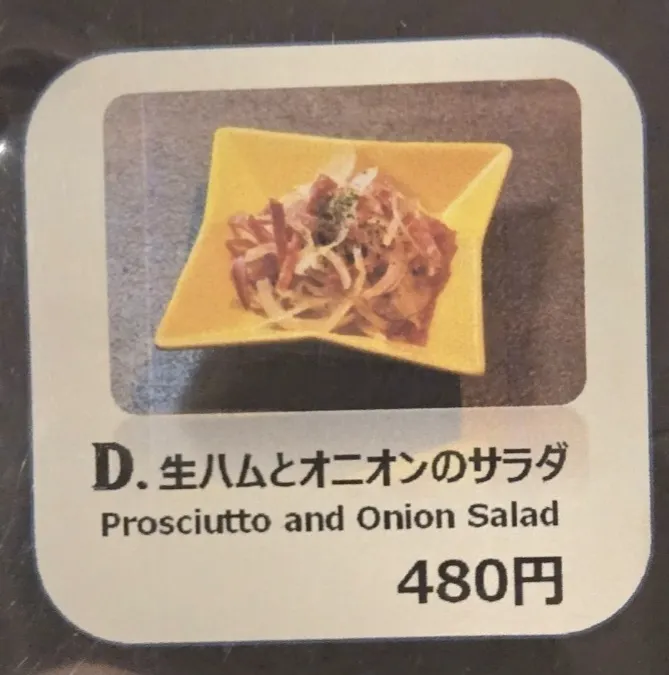 D. 生ハムとオニオンのサラダ
Prosciutto and Onion Salad
480円